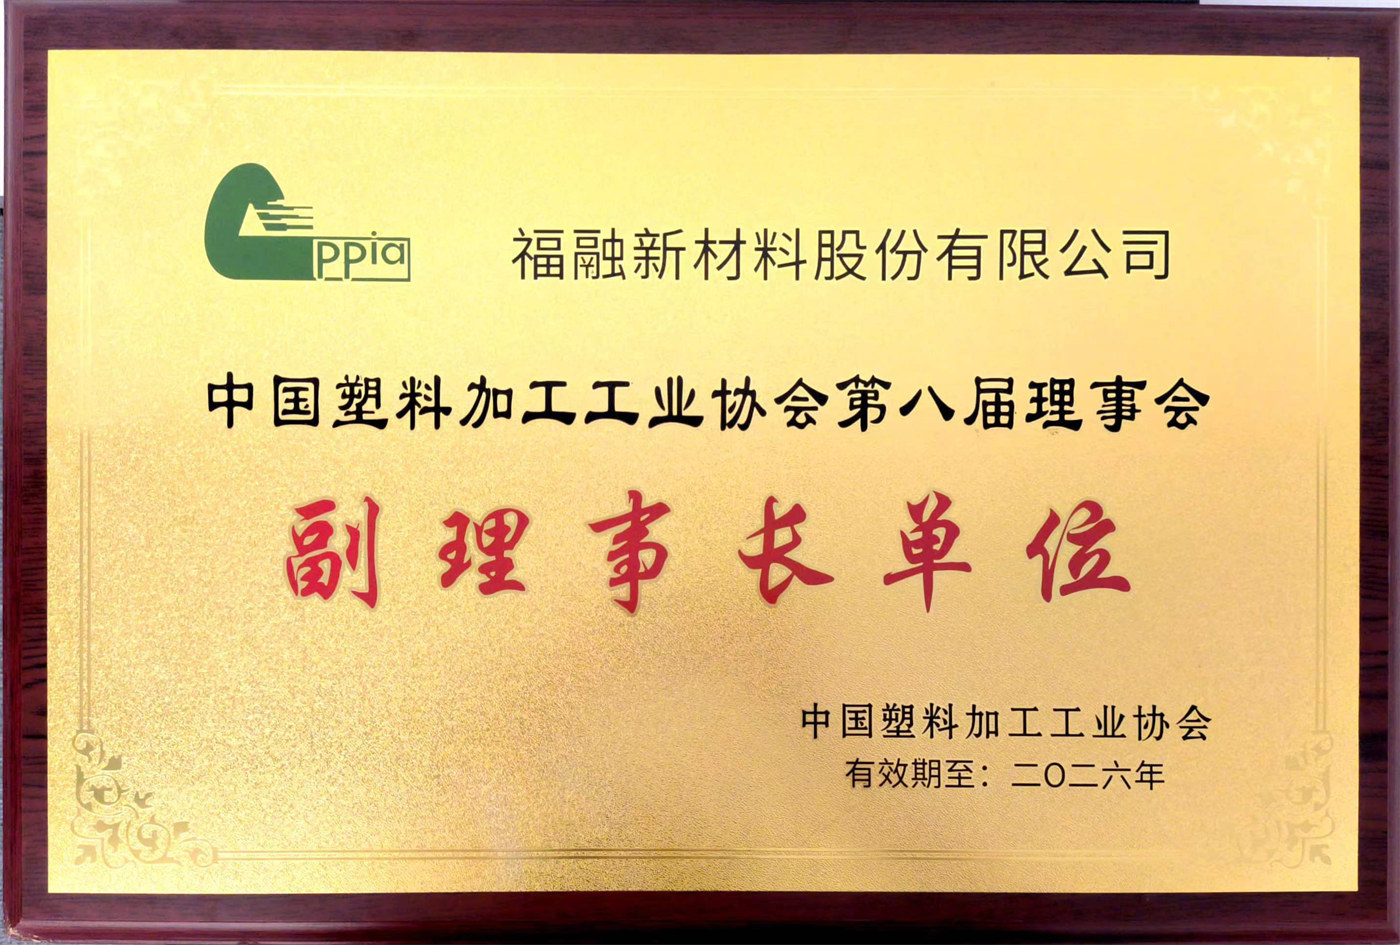 Cppia
福融新材料股份有限公司
中国塑料加工工业协会第八届理事会
副理事长单位
中国塑料加工工业协会
有效期至：二〇二六年